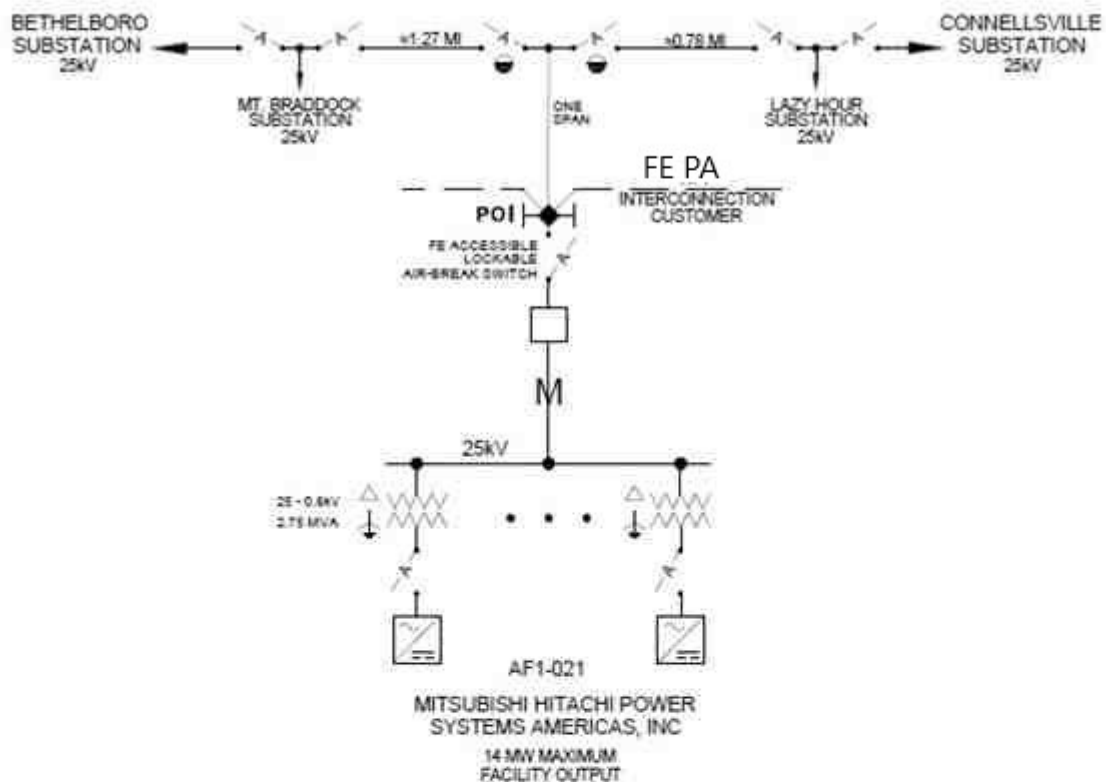 BETHELBORO
SUBSTATION
25kV
CONNELLSVILLE
SUBSTATION
25kV
A
A
≈1.27 MI
A
A
≈0.78 MI
A
A
MT. BRADDOCK
SUBSTATION
25kV
LAZY HOUR
SUBSTATION
25kV
ONE
SPAN
FE PA
INTERCONNECTION
CUSTOMER
POI
FE ACCESSIBLE
LOCKABLE
AIR-BREAK SWITCH
A
M
25kV
25 - 0.6kV
2.75 MVA
A
A
AF1-021
MITSUBISHI HITACHI POWER
SYSTEMS AMERICAS, INC
14 MW MAXIMUM
FACILITY OUTPUT